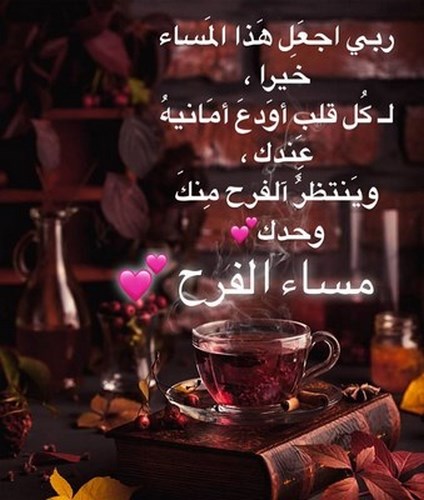 ربي اجعَلِ هَذا المَساء
خيرا ،
لـ كُل قلبٍ أوَدعَ أمَانيهُ
عِندك ،
ويَنتظرُ آلفرح مِنكَ
وحدك💕
مساء الفرح 💕